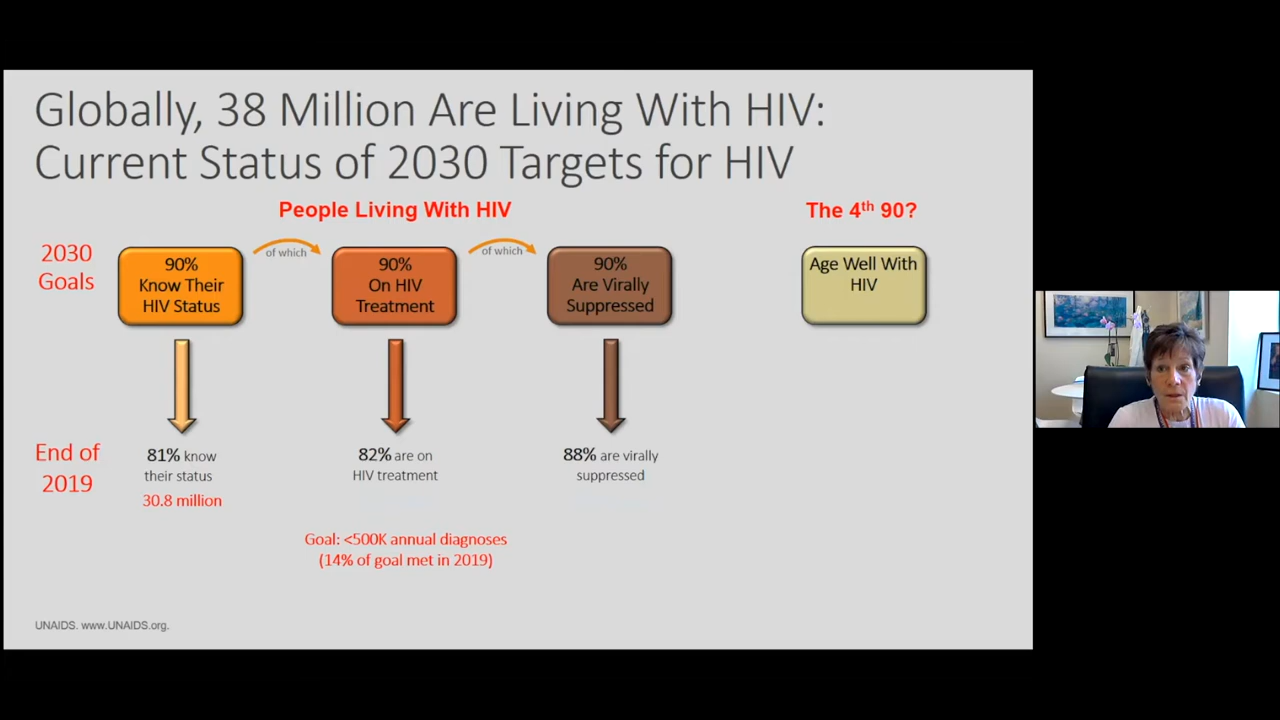 Globally, 38 Million Are Living With HIV:
Current Status of 2030 Targets for HIV
People Living With HIV
The 4th 90?
2030
Goals
90%
Know Their
HIV Status
of which
90%
On HIV
Treatment
of which
90%
Are Virally
Suppressed
Age Well With
HIV
End of
2019
81% know
their status
30.8 million
82% are on
HIV treatment
88% are virally
suppressed
Goal: <500K annual diagnoses
(14% of goal met in 2019)
UNAIDS. www.UNAIDS.org.